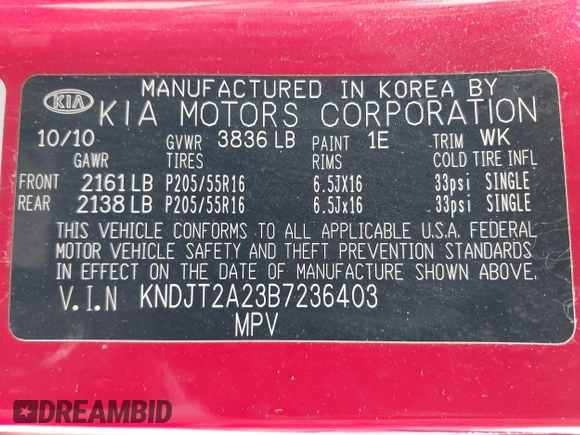 MANUFACTURED IN KOREA BY
KIA KIA MOTORS CORPORATION
10/10 GVWR 3836 LB PAINT 1E TRIM WK
GAWR TIRES RIMS COLD TIRE INFL
FRONT 2161 LB P205/55R16 6.5JX16 33psi SINGLE
REAR 2138 LB P205/55R16 6.5Jx16 33psi SINGLE
THIS VEHICLE CONFORMS TO ALL APPLICABLE U.S.A. FEDERAL
MOTOR VEHICLE SAFETY AND THEFT PREVENTION STANDARDS
IN EFFECT ON THE DATE OF MANUFACTURE SHOWN ABOVE.
V.I.N KNDJT2A23B7236403
MPV
DREAMBID